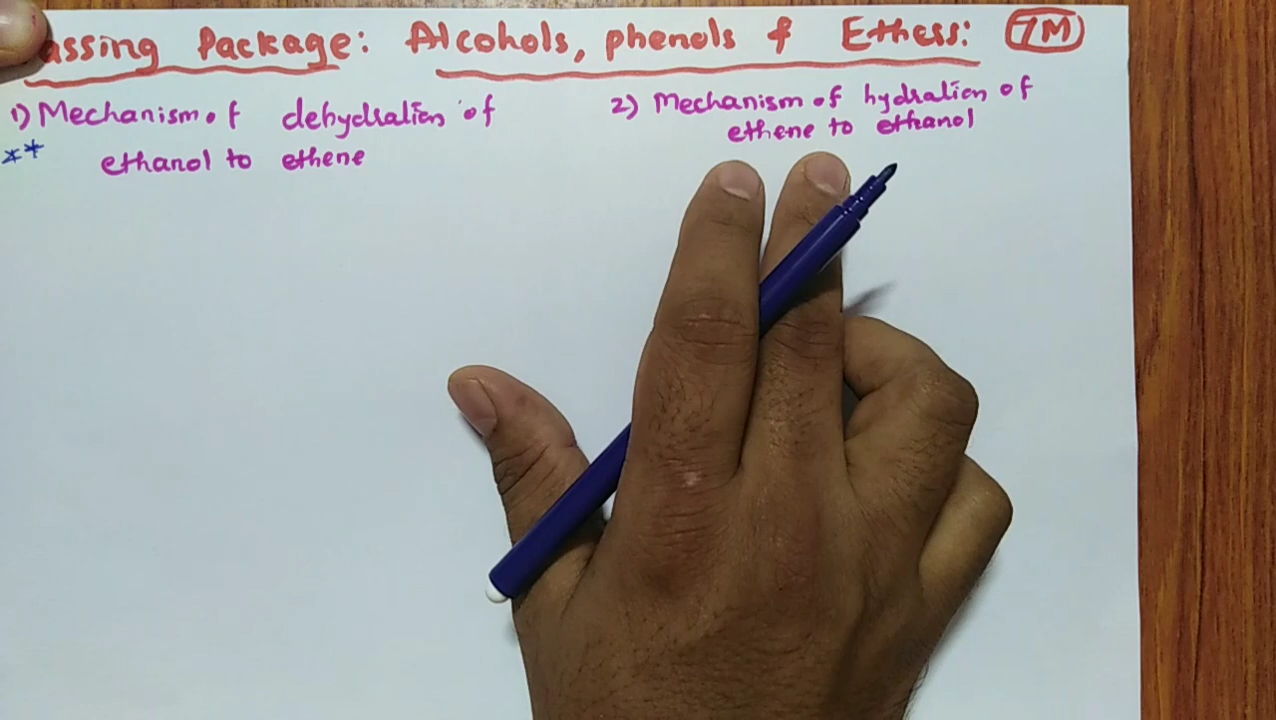 assing Package: Alcohols, phenols & Ethers: 7M
1) Mechanism of dehydration of
** ethanol to ethene
2) Mechanism of hydration of
ethene to ethanol